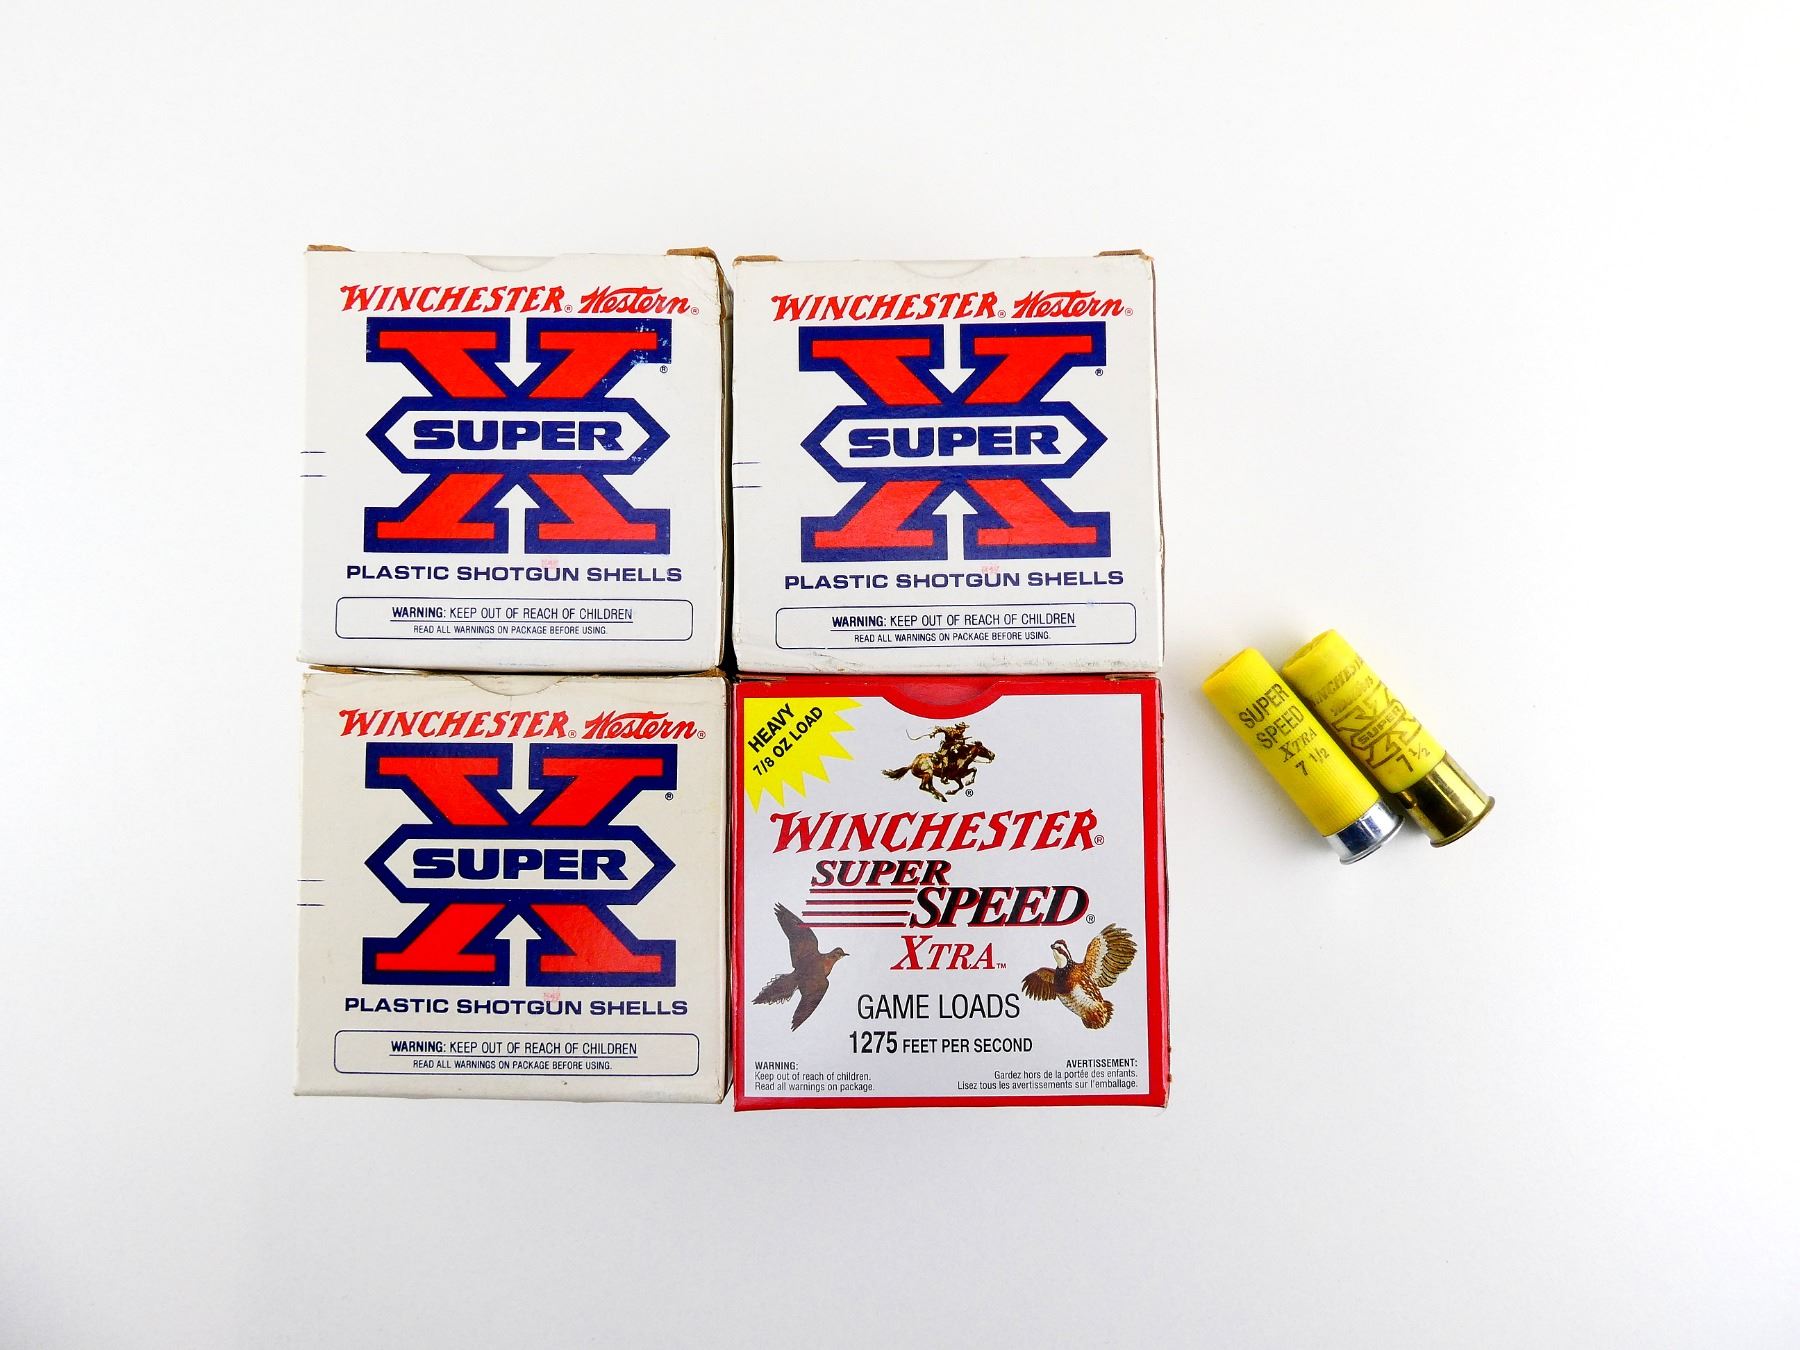 WINCHESTER® Western®
X®
SUPER
PLASTIC SHOTGUN SHELLS
WARNING: KEEP OUT OF REACH OF CHILDREN
READ ALL WARNINGS ON PACKAGE BEFORE USING.
WINCHESTER® Western®
X®
SUPER
PLASTIC SHOTGUN SHELLS
WARNING: KEEP OUT OF REACH OF CHILDREN
READ ALL WARNINGS ON PACKAGE BEFORE USING.
WINCHESTER® Western®
X®
SUPER
PLASTIC SHOTGUN SHELLS
WARNING: KEEP OUT OF REACH OF CHILDREN
READ ALL WARNINGS ON PACKAGE BEFORE USING.
HEAVY
7/8 OZ LOAD
®
WINCHESTER®
SUPER
SPEED®
XTRA™
GAME LOADS
1275 FEET PER SECOND
WARNING:
Keep out of reach of children.
Read all warnings on package.
AVERTISSEMENT:
Gardez hors de la portée des enfants.
Lisez tous les avertissements sur l'emballage.
SUPER
SPEED
XTRA
7 1/2
X
SUPER
7 1/2